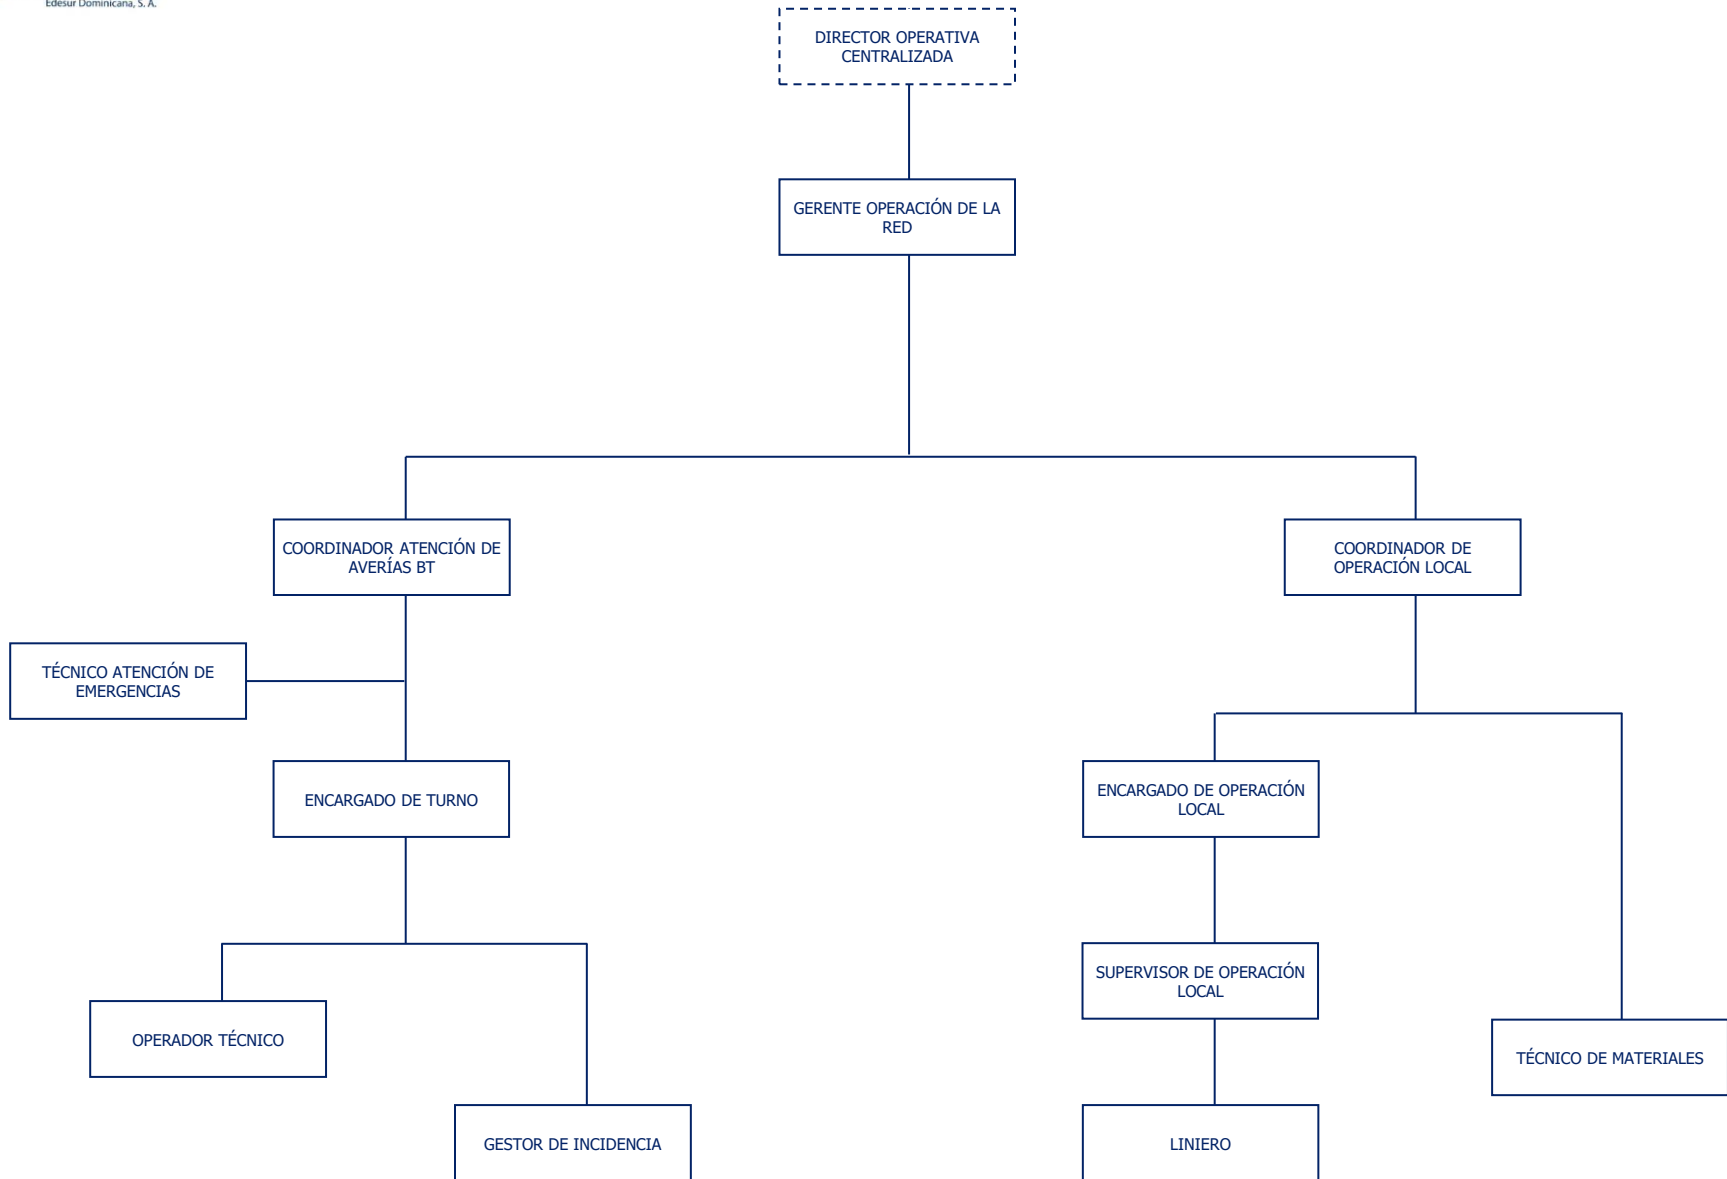 Edesur Dominicana, S. A.
DIRECTOR OPERATIVA
CENTRALIZADA
GERENTE OPERACIÓN DE LA
RED
COORDINADOR ATENCIÓN DE
AVERÍAS BT
COORDINADOR DE
OPERACIÓN LOCAL
TÉCNICO ATENCIÓN DE
EMERGENCIAS
ENCARGADO DE TURNO
ENCARGADO DE OPERACIÓN
LOCAL
SUPERVISOR DE OPERACIÓN
LOCAL
OPERADOR TÉCNICO
TÉCNICO DE MATERIALES
GESTOR DE INCIDENCIA
LINIERO